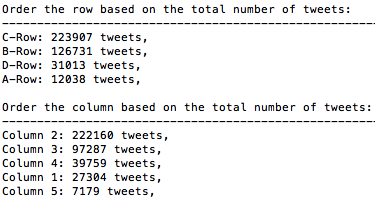 Order the row based on the total number of tweets:
------------------------------------------------------
C-Row: 223907 tweets,
B-Row: 126731 tweets,
D-Row: 31013 tweets,
A-Row: 12038 tweets,
Order the column based on the total number of tweets:
------------------------------------------------------
Column 2: 222160 tweets,
Column 3: 97287 tweets,
Column 4: 39759 tweets,
Column 1: 27304 tweets,
Column 5: 7179 tweets,